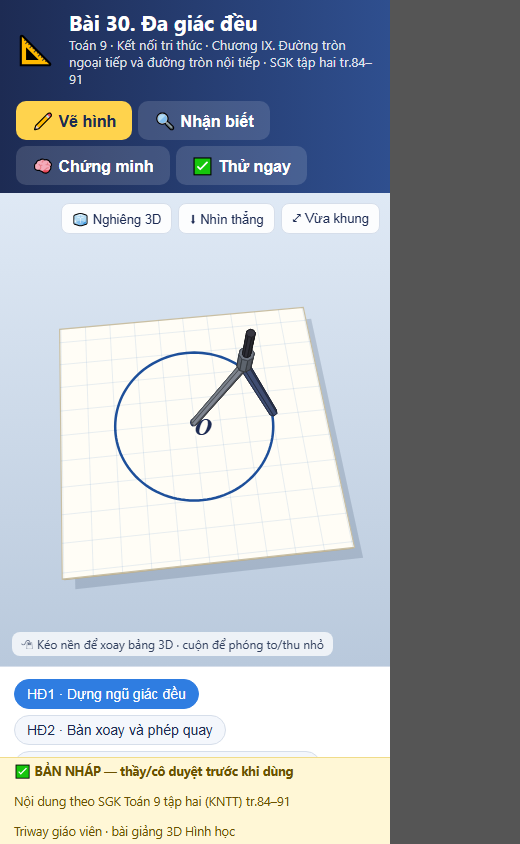 Bài 30. Đa giác đều
Toán 9 · Kết nối tri thức · Chương IX. Đường tròn
ngoại tiếp và đường tròn nội tiếp · SGK tập hai tr.84–
91
Vẽ hình
Nhận biết
Chứng minh
Thử ngay
Nghiêng 3D
Nhìn thẳng
Vừa khung
O
Kéo nền để xoay bảng 3D · cuộn để phóng to/thu nhỏ
HĐ1 · Dựng ngũ giác đều
HĐ2 · Bàn xoay và phép quay
BẢN NHÁP — thầy/cô duyệt trước khi dùng
Nội dung theo SGK Toán 9 tập hai (KNTT) tr.84–91
Triway giáo viên · bài giảng 3D Hình học